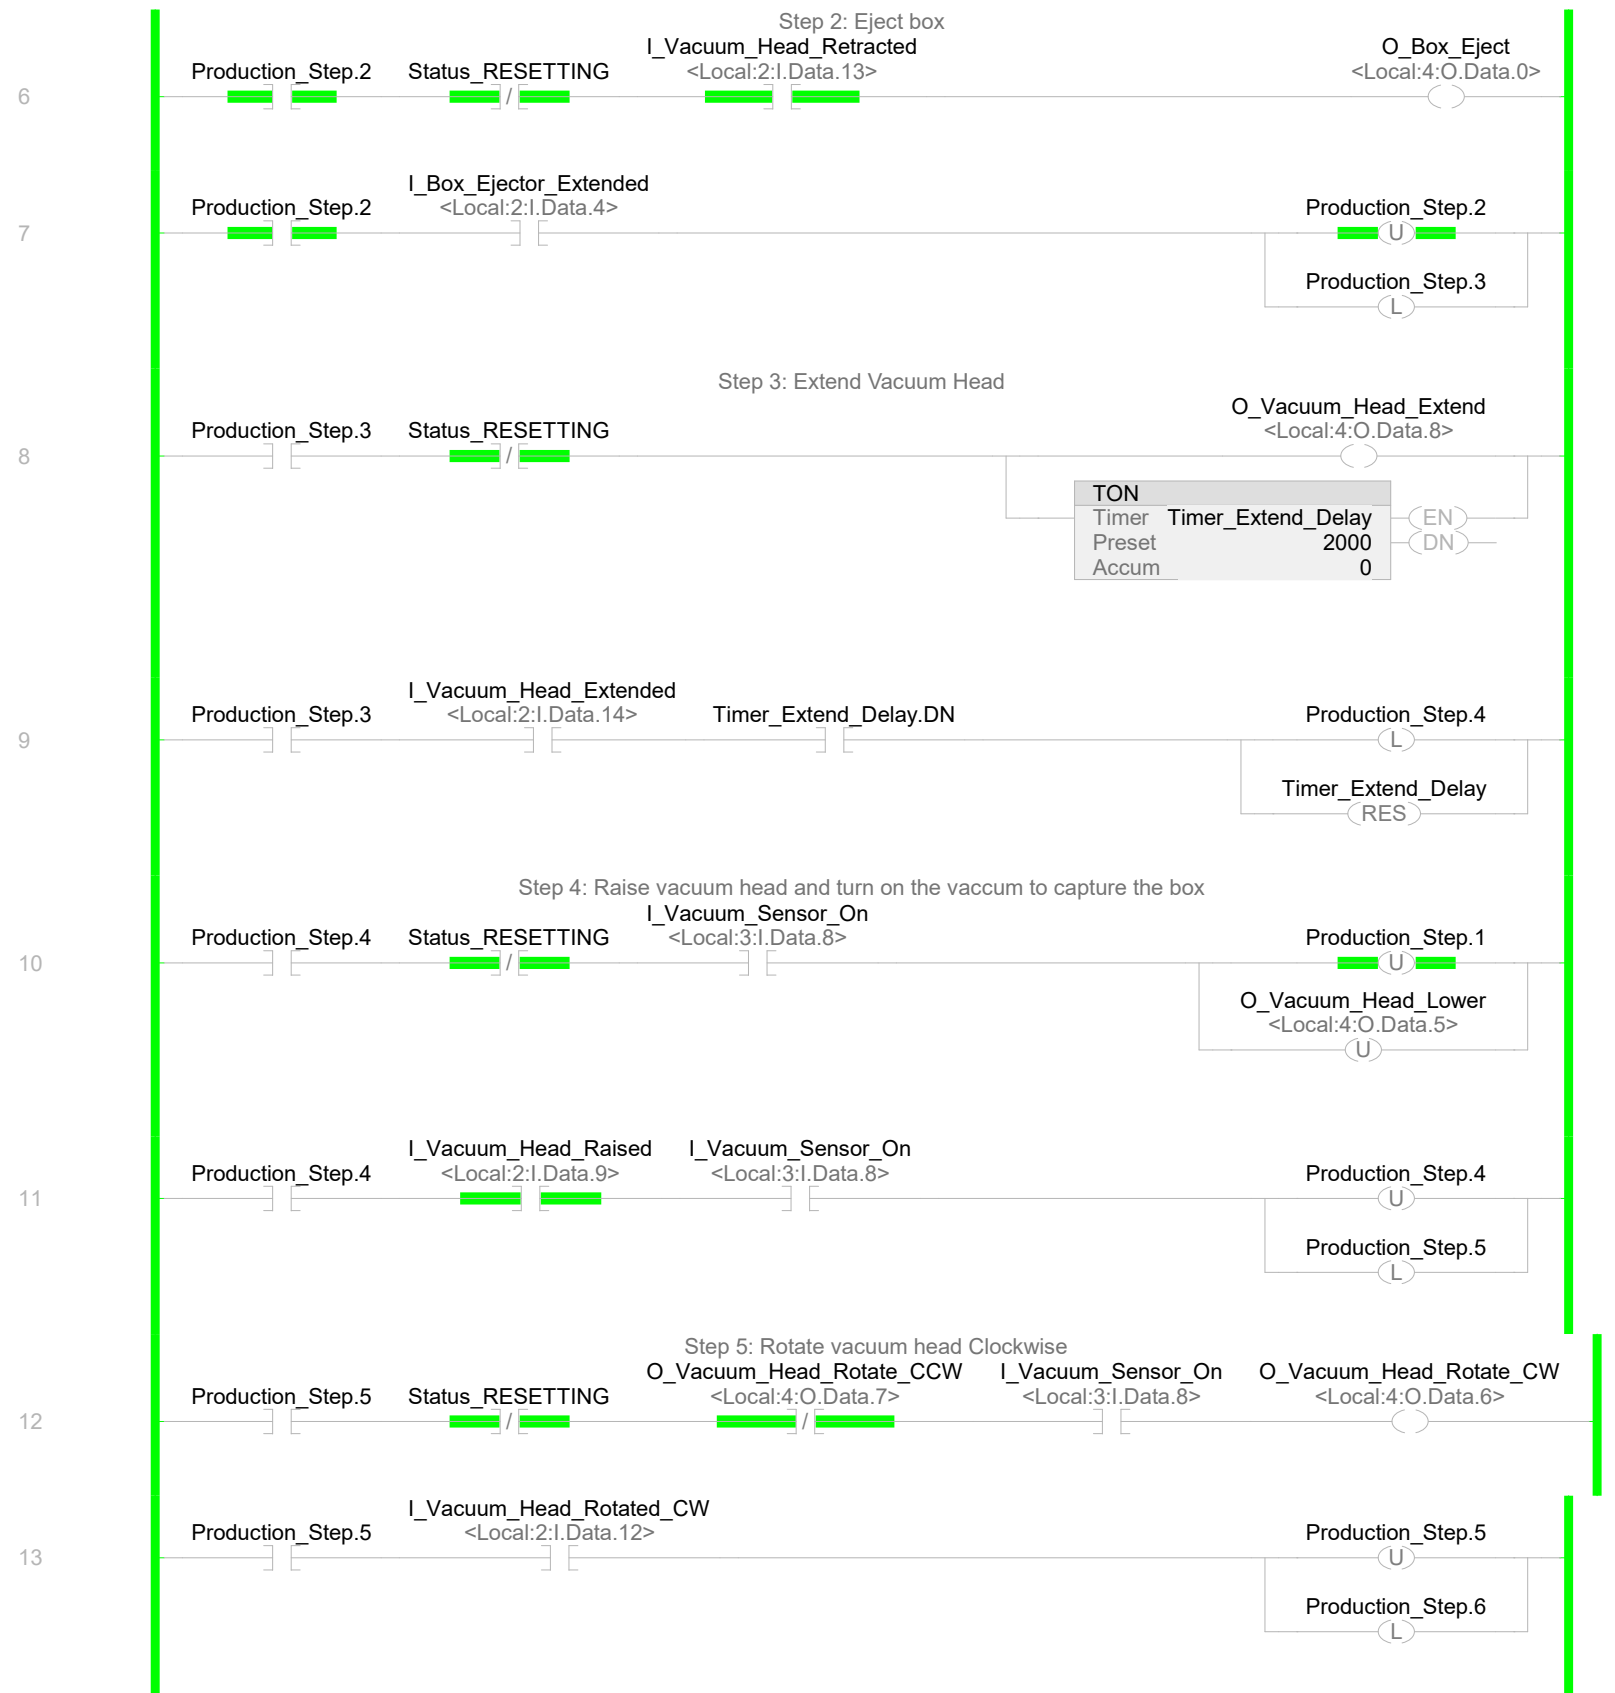 Step 2: Eject box
I_Vacuum_Head_Retracted O_Box_Eject
Production_Step.2 Status_RESETTING <Local:2:I.Data.13> <Local:4:O.Data.0>
6 /
I_Box_Ejector_Extended
Production_Step.2 <Local:2:I.Data.4> Production_Step.2
7 U
Production_Step.3
L
Step 3: Extend Vacuum Head
O_Vacuum_Head_Extend
Production_Step.3 Status_RESETTING <Local:4:O.Data.8>
8 /
TON
Timer Timer_Extend_Delay EN
Preset 2000 DN
Accum 0
I_Vacuum_Head_Extended
Production_Step.3 <Local:2:I.Data.14> Timer_Extend_Delay.DN Production_Step.4
9 L
Timer_Extend_Delay
RES
Step 4: Raise vacuum head and turn on the vaccum to capture the box
I_Vacuum_Sensor_On
Production_Step.4 Status_RESETTING <Local:3:I.Data.8> Production_Step.1
10 / U
O_Vacuum_Head_Lower
<Local:4:O.Data.5>
U
I_Vacuum_Head_Raised I_Vacuum_Sensor_On
Production_Step.4 <Local:2:I.Data.9> <Local:3:I.Data.8> Production_Step.4
11 U
Production_Step.5
L
Step 5: Rotate vacuum head Clockwise
O_Vacuum_Head_Rotate_CCW I_Vacuum_Sensor_On O_Vacuum_Head_Rotate_CW
Production_Step.5 Status_RESETTING <Local:4:O.Data.7> <Local:3:I.Data.8> <Local:4:O.Data.6>
12 / /
I_Vacuum_Head_Rotated_CW
Production_Step.5 <Local:2:I.Data.12> Production_Step.5
13 U
Production_Step.6
L